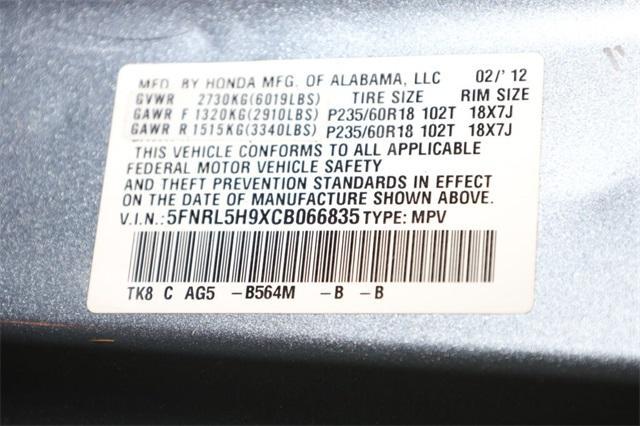 MFD. BY HONDA MFG. OF ALABAMA, LLC 02/'12
GVWR 2730KG(6019LBS) TIRE SIZE RIM SIZE
GAWR F 1320KG(2910LBS) P235/60R18 102T 18X7J
GAWR R 1515KG(3340LBS) P235/60R18 102T 18X7J
THIS VEHICLE CONFORMS TO ALL APPLICABLE
FEDERAL MOTOR VEHICLE SAFETY
AND THEFT PREVENTION STANDARDS IN EFFECT
ON THE DATE OF MANUFACTURE SHOWN ABOVE.
V.I.N.: 5FNRL5H9XCB066835 TYPE: MPV
TK8 C AG5 -B564M -B -B